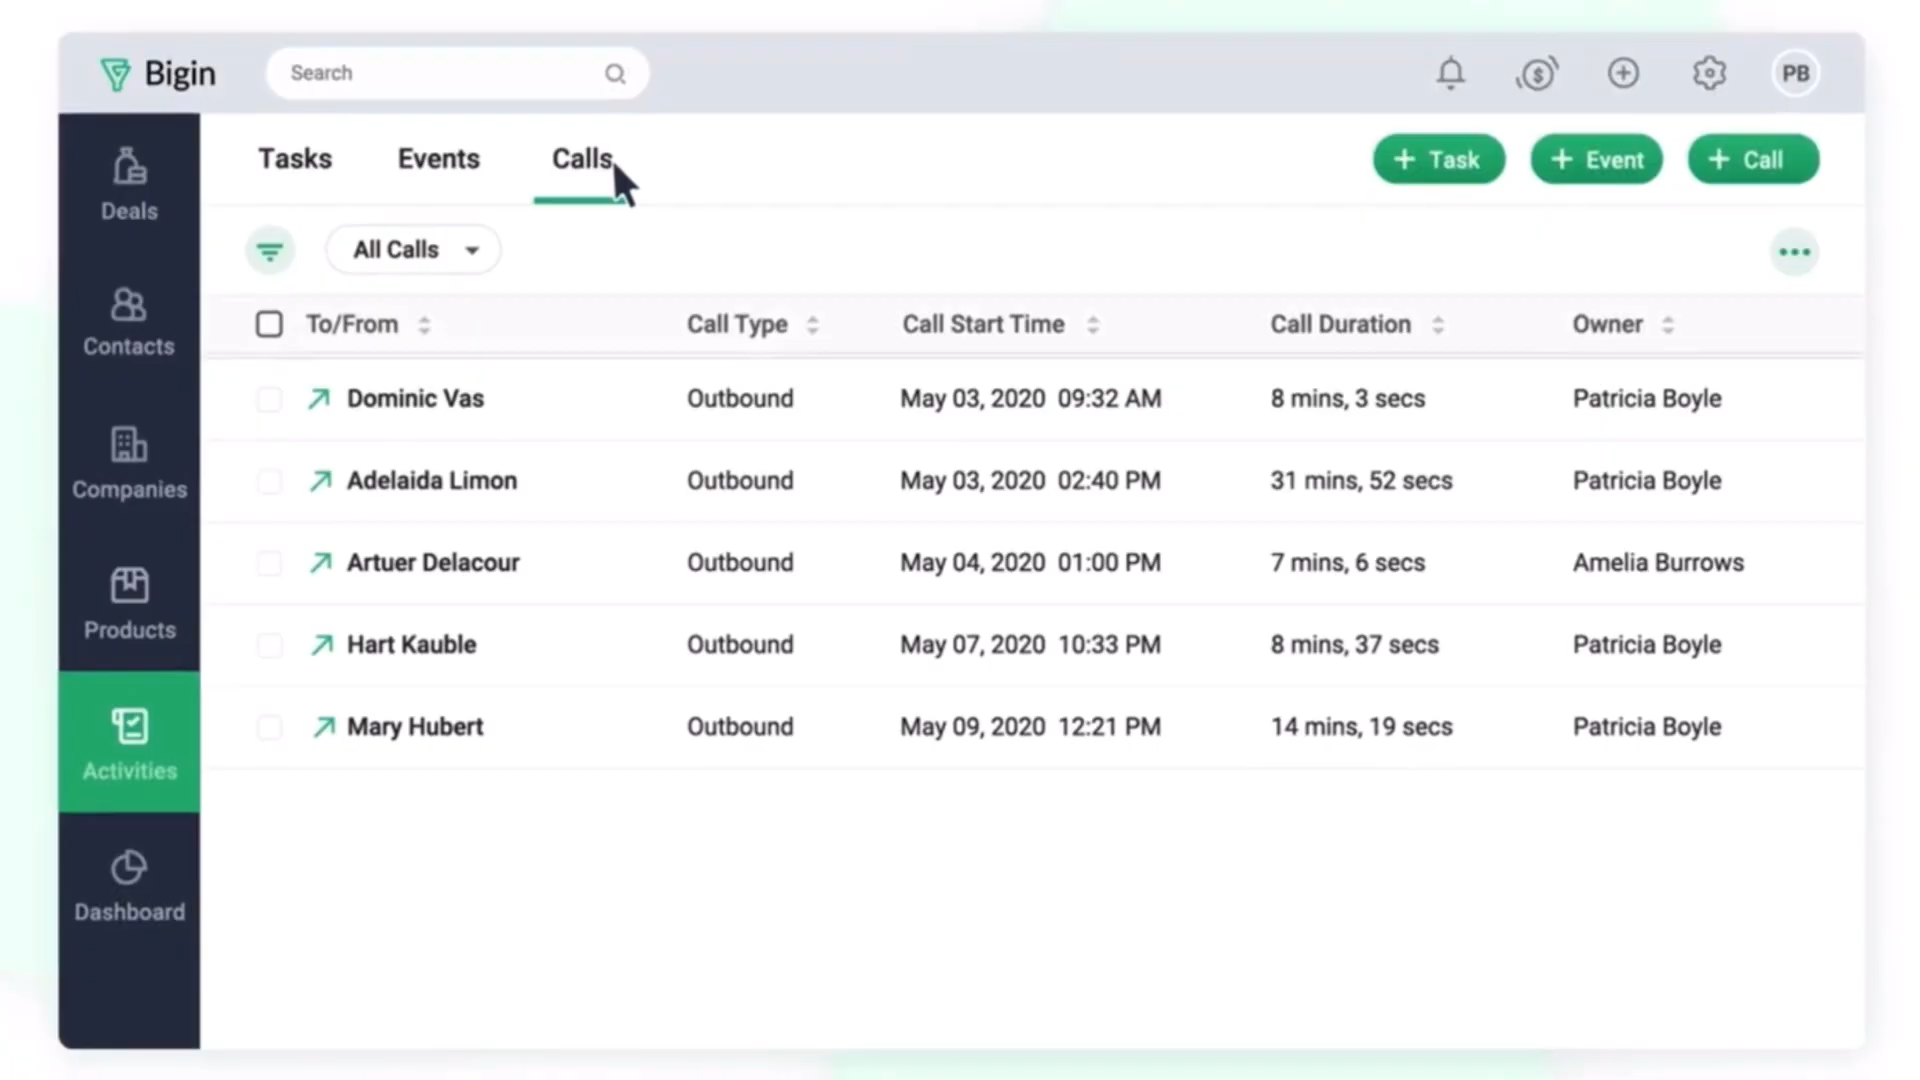 Bigin
Search
PB
Tasks Events Calls
+ Task + Event + Call
All Calls
To/From Call Type Call Start Time Call Duration Owner
Dominic Vas Outbound May 03, 2020 09:32 AM 8 mins, 3 secs Patricia Boyle
Adelaida Limon Outbound May 03, 2020 02:40 PM 31 mins, 52 secs Patricia Boyle
Artuer Delacour Outbound May 04, 2020 01:00 PM 7 mins, 6 secs Amelia Burrows
Hart Kauble Outbound May 07, 2020 10:33 PM 8 mins, 37 secs Patricia Boyle
Mary Hubert Outbound May 09, 2020 12:21 PM 14 mins, 19 secs Patricia Boyle
Deals
Contacts
Companies
Products
Activities
Dashboard